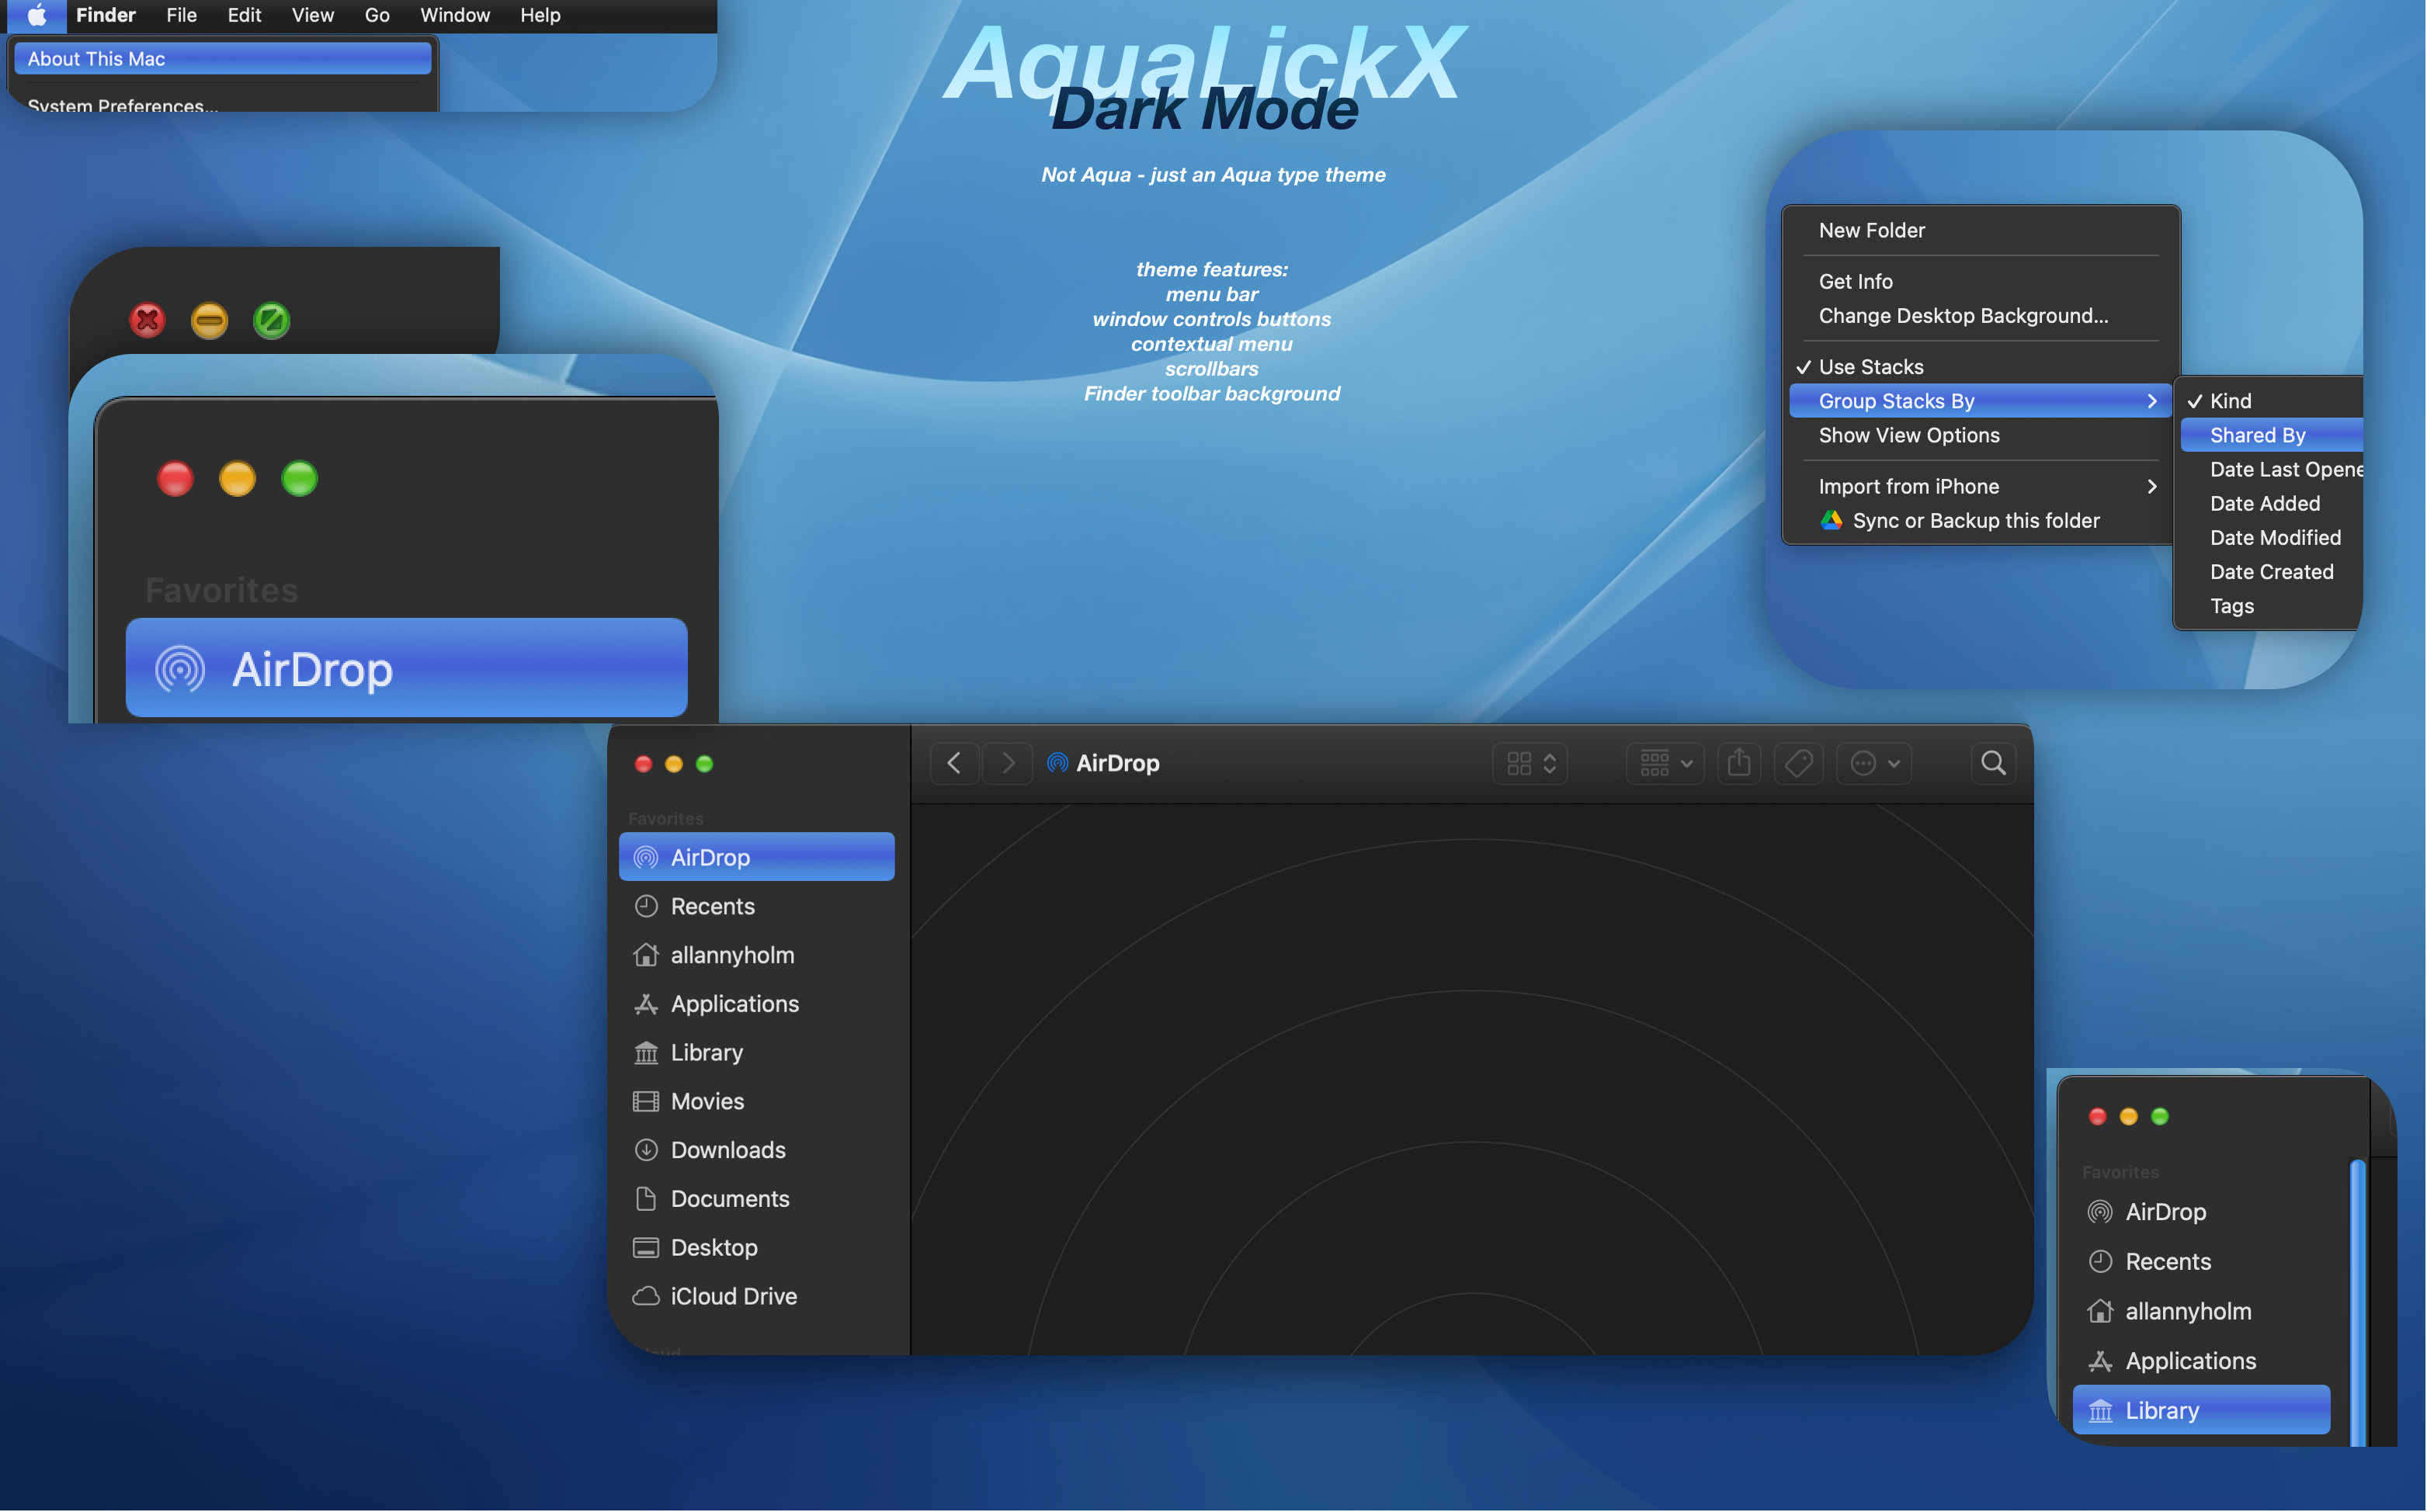 Finder File Edit View Go Window Help
About This Mac
System Preferences...
AquaLickX
Dark Mode
Not Aqua - just an Aqua type theme
theme features:
menu bar
window controls buttons
contextual menu
scrollbars
Finder toolbar background
New Folder
Get Info
Change Desktop Background...
✓ Use Stacks
Group Stacks By
Show View Options
Import from iPhone
Sync or Backup this folder
✓ Kind
Shared By
Date Last Opene
Date Added
Date Modified
Date Created
Tags
Favorites
AirDrop
AirDrop
Favorites
AirDrop
Recents
allannyholm
Applications
Library
Movies
Downloads
Documents
Desktop
iCloud Drive
Favorites
AirDrop
Recents
allannyholm
Applications
Library